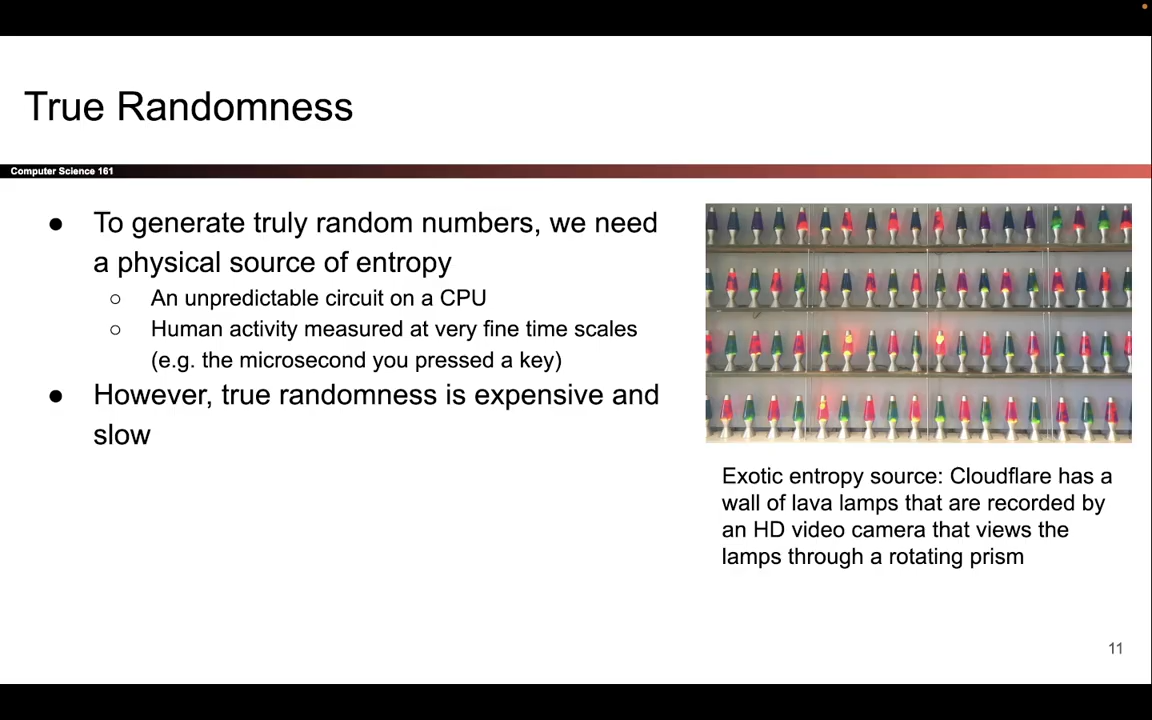 True Randomness
Computer Science 161
● To generate truly random numbers, we need
a physical source of entropy
○ An unpredictable circuit on a CPU
○ Human activity measured at very fine time scales
(e.g. the microsecond you pressed a key)
● However, true randomness is expensive and
slow
Exotic entropy source: Cloudflare has a
wall of lava lamps that are recorded by
an HD video camera that views the
lamps through a rotating prism
11